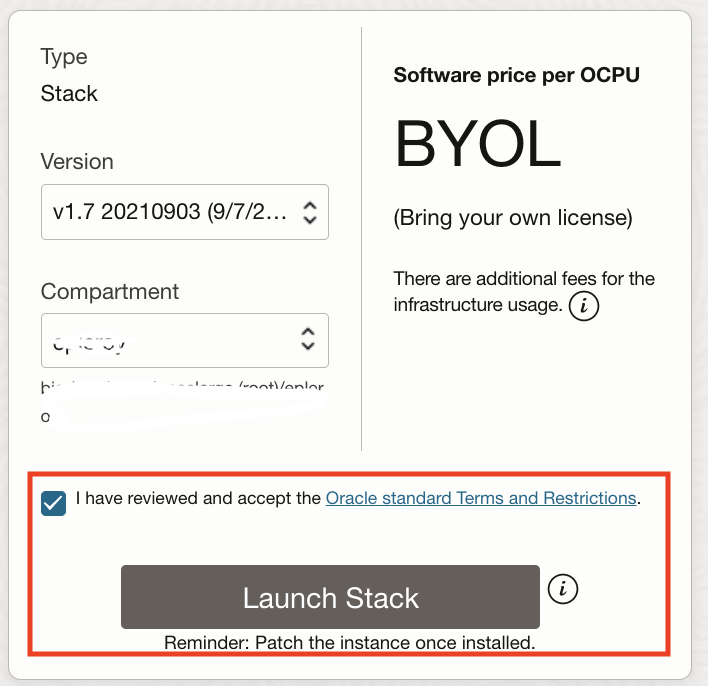 Type
Stack
Version
v1.7 20210903 (9/7/2...
Compartment
Software price per OCPU
BYOL
(Bring your own license)
There are additional fees for the
infrastructure usage. i
I have reviewed and accept the Oracle standard Terms and Restrictions.
Launch Stack i
Reminder: Patch the instance once installed.